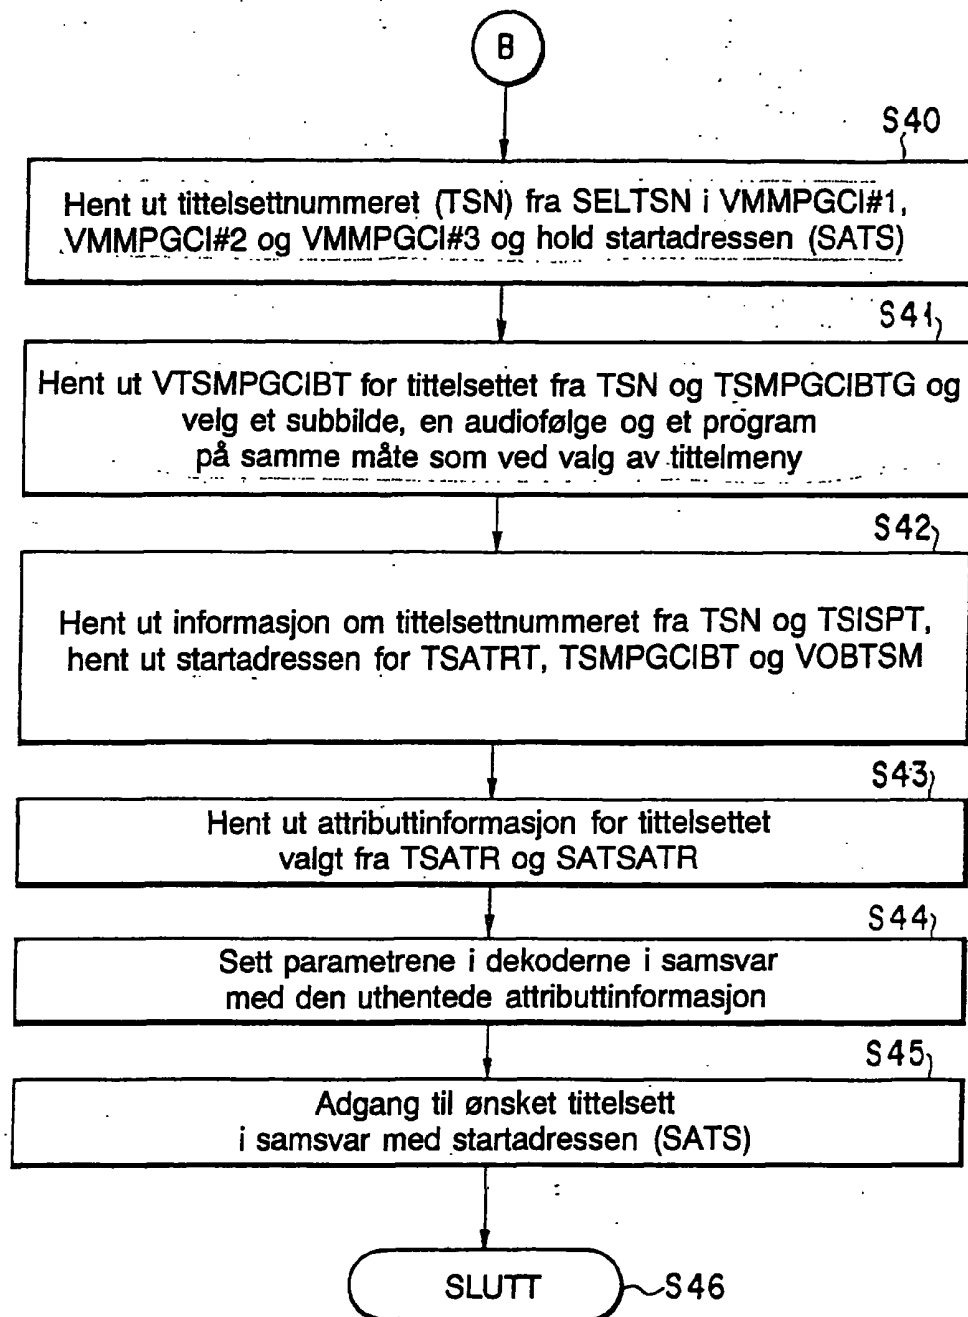 B
S40
Hent ut tittelsettnummeret (TSN) fra SELTSN i VMMPGCI#1,
VMMPGCI#2 og VMMPGCI#3 og hold startadressen (SATS)
S41
Hent ut VTSMPGCIBT for tittelsettet fra TSN og TSMPGCIBTG og
velg et subbilde, en audiofølge og et program
på samme måte som ved valg av tittelmeny
S42
Hent ut informasjon om tittelsettnummeret fra TSN og TSISPT,
hent ut startadressen for TSATRT, TSMPGCIBT og VOBTSM
S43
Hent ut attributtinformasjon for tittelsettet
valgt fra TSATR og SATSATR
S44
Sett parametrene i dekoderne i samsvar
med den uthentede attributtinformasjon
S45
Adgang til ønsket tittelsett
i samsvar med startadressen (SATS)
SLUTT
S46